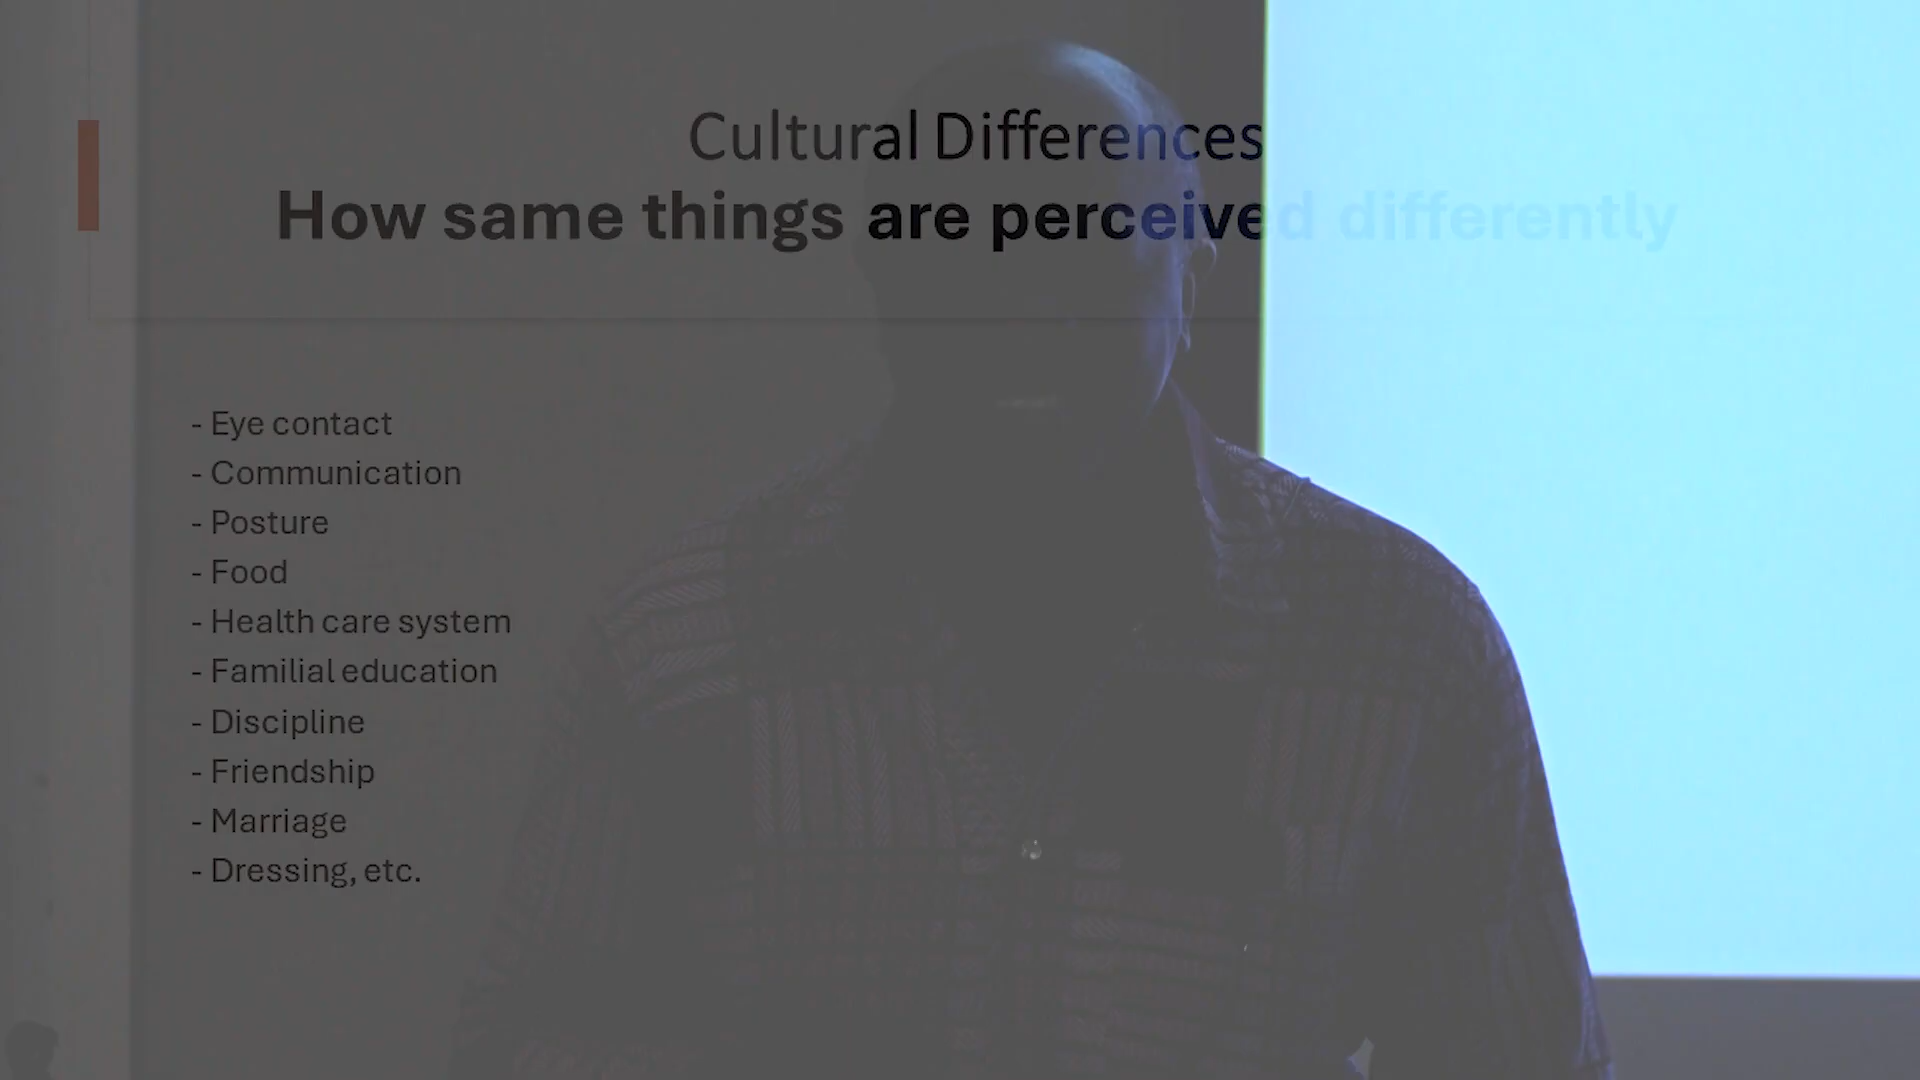 Cultural Differences
How same things are perceived differently
- Eye contact
- Communication
- Posture
- Food
- Health care system
- Familial education
- Discipline
- Friendship
- Marriage
- Dressing, etc.